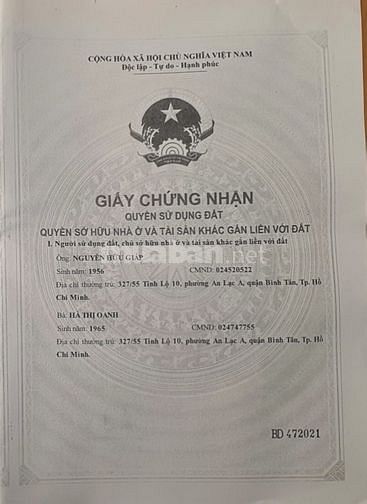 CỘNG HÒA XÃ HỘI CHỦ NGHĨA VIỆT NAM
Độc lập - Tự do - Hạnh phúc
GIẤY CHỨNG NHẬN
QUYỀN SỬ DỤNG ĐẤT
QUYỀN SỞ HỮU NHÀ Ở VÀ TÀI SẢN KHÁC GẮN LIỀN VỚI ĐẤT
I. Người sử dụng đất, chủ sở hữu nhà ở và tài sản khác gắn liền với đất
Ông: NGUYỄN HỮU GIÁP
Sinh năm: 1956 CMND: 024520522
Địa chỉ thường trú: 327/55 Tỉnh Lộ 10, phường An Lạc A, quận Bình Tân, Tp. Hồ
Chí Minh.
Bà: HÀ THỊ OANH
Sinh năm: 1965 CMND: 024747755
Địa chỉ thường trú: 327/55 Tỉnh Lộ 10, phường An Lạc A, quận Bình Tân, Tp. Hồ
Chí Minh.
BD 472021